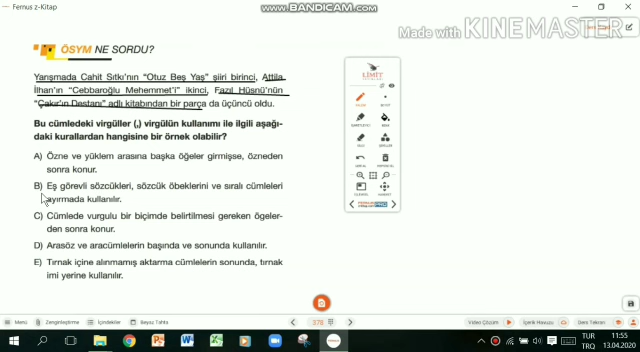 Fernus z-Kitap
www.BANDICAM.com
Made with KINEMASTER
ÖSYM NE SORDU?
Yarışmada Cahit Sıtkı'nın "Otuz Beş Yaş" şiiri birinci, Attila
İlhan'ın "Cebbaroğlu Mehemmet'i" ikinci, Fazıl Hüsnü'nün
"Çakır'ın Destanı" adlı kitabından bir parça da üçüncü oldu.
Bu cümledeki virgüller (,) virgülün kullanımı ile ilgili aşağı-
daki kurallardan hangisine bir örnek olabilir?
A) Özne ve yüklem arasına başka öğeler girmişse, özneden
sonra konur.
B) Eş görevli sözcükleri, sözcük öbeklerini ve sıralı cümleleri
ayırmada kullanılır.
C) Cümlede vurgulu bir biçimde belirtilmesi gereken ögeler-
den sonra konur.
D) Arasöz ve aracümlelerin başında ve sonunda kullanılır.
E) Tırnak içine alınmamış aktarma cümlelerin sonunda, tırnak
imi yerine kullanılır.
LİMİT
Menü
Zenginleştirme
İçindekiler
Beyaz Tahta
378
Video Çözüm
İçerik Havuzu
Ders Tekrarı
TUR
TRQ
11:55
13.04.2020